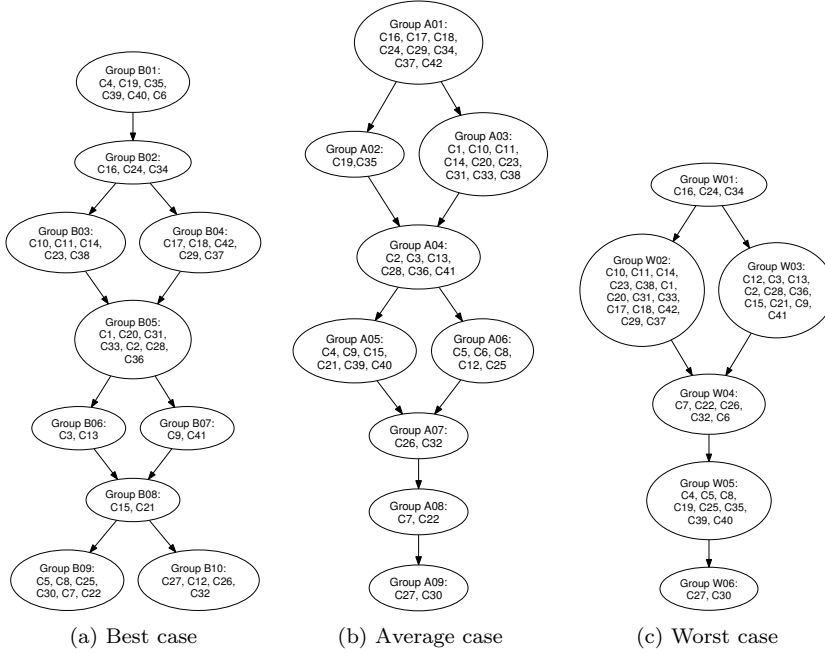 Group B01:
C4, C19, C35,
C39, C40, C6
Group B02:
C16, C24, C34
Group B03:
C10, C11, C14,
C23, C38
Group B04:
C17, C18, C42,
C29, C37
Group B05:
C1, C20, C31,
C33, C2, C28,
C36
Group B06:
C3, C13
Group B07:
C9, C41
Group B08:
C15, C21
Group B09:
C5, C8, C25,
C30, C7, C22
Group B10:
C27, C12, C26,
C32
(a) Best case
Group A01:
C16, C17, C18,
C24, C29, C34,
C37, C42
Group A02:
C19,C35
Group A03:
C1, C10, C11,
C14, C20, C23,
C31, C33, C38
Group A04:
C2, C3, C13,
C28, C36, C41
Group A05:
C4, C9, C15,
C21, C39, C40
Group A06:
C5, C6, C8,
C12, C25
Group A07:
C26, C32
Group A08:
C7, C22
Group A09:
C27, C30
(b) Average case
Group W01:
C16, C24, C34
Group W02:
C10, C11, C14,
C23, C38, C1,
C20, C31, C33,
C17, C18, C42,
C29, C37
Group W03:
C12, C3, C13,
C2, C28, C36,
C15, C21, C9,
C41
Group W04:
C7, C22, C26,
C32, C6
Group W05:
C4, C5, C8,
C19, C25, C35,
C39, C40
Group W06:
C27, C30
(c) Worst case